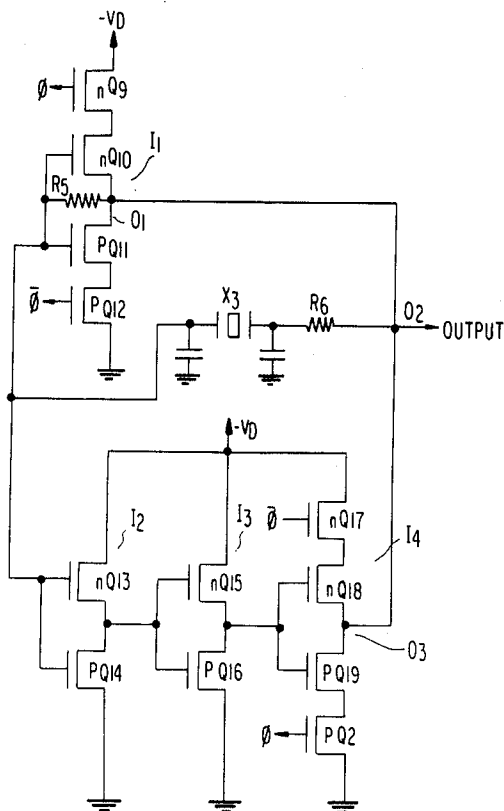 -VD
Ø
nQ9
nQ10
I1
R5
O1
PQ11
Ø̅
PQ12
X3
R6
O2
OUTPUT
-VD
I2
I3
Ø̅
nQ17
I4
nQ13
nQ15
nQ18
O3
PQ14
PQ16
PQ19
Ø
PQ2